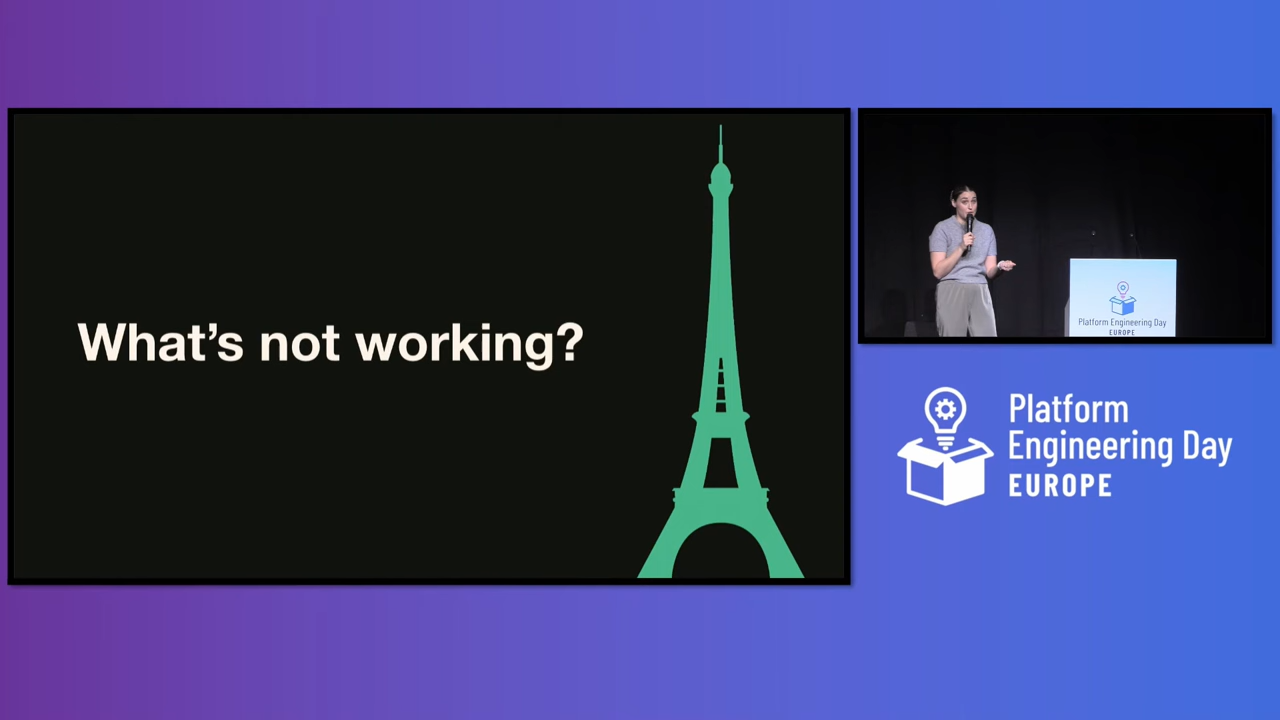 What's not working?
Platform Engineering Day
EUROPE
Platform
Engineering Day
EUROPE